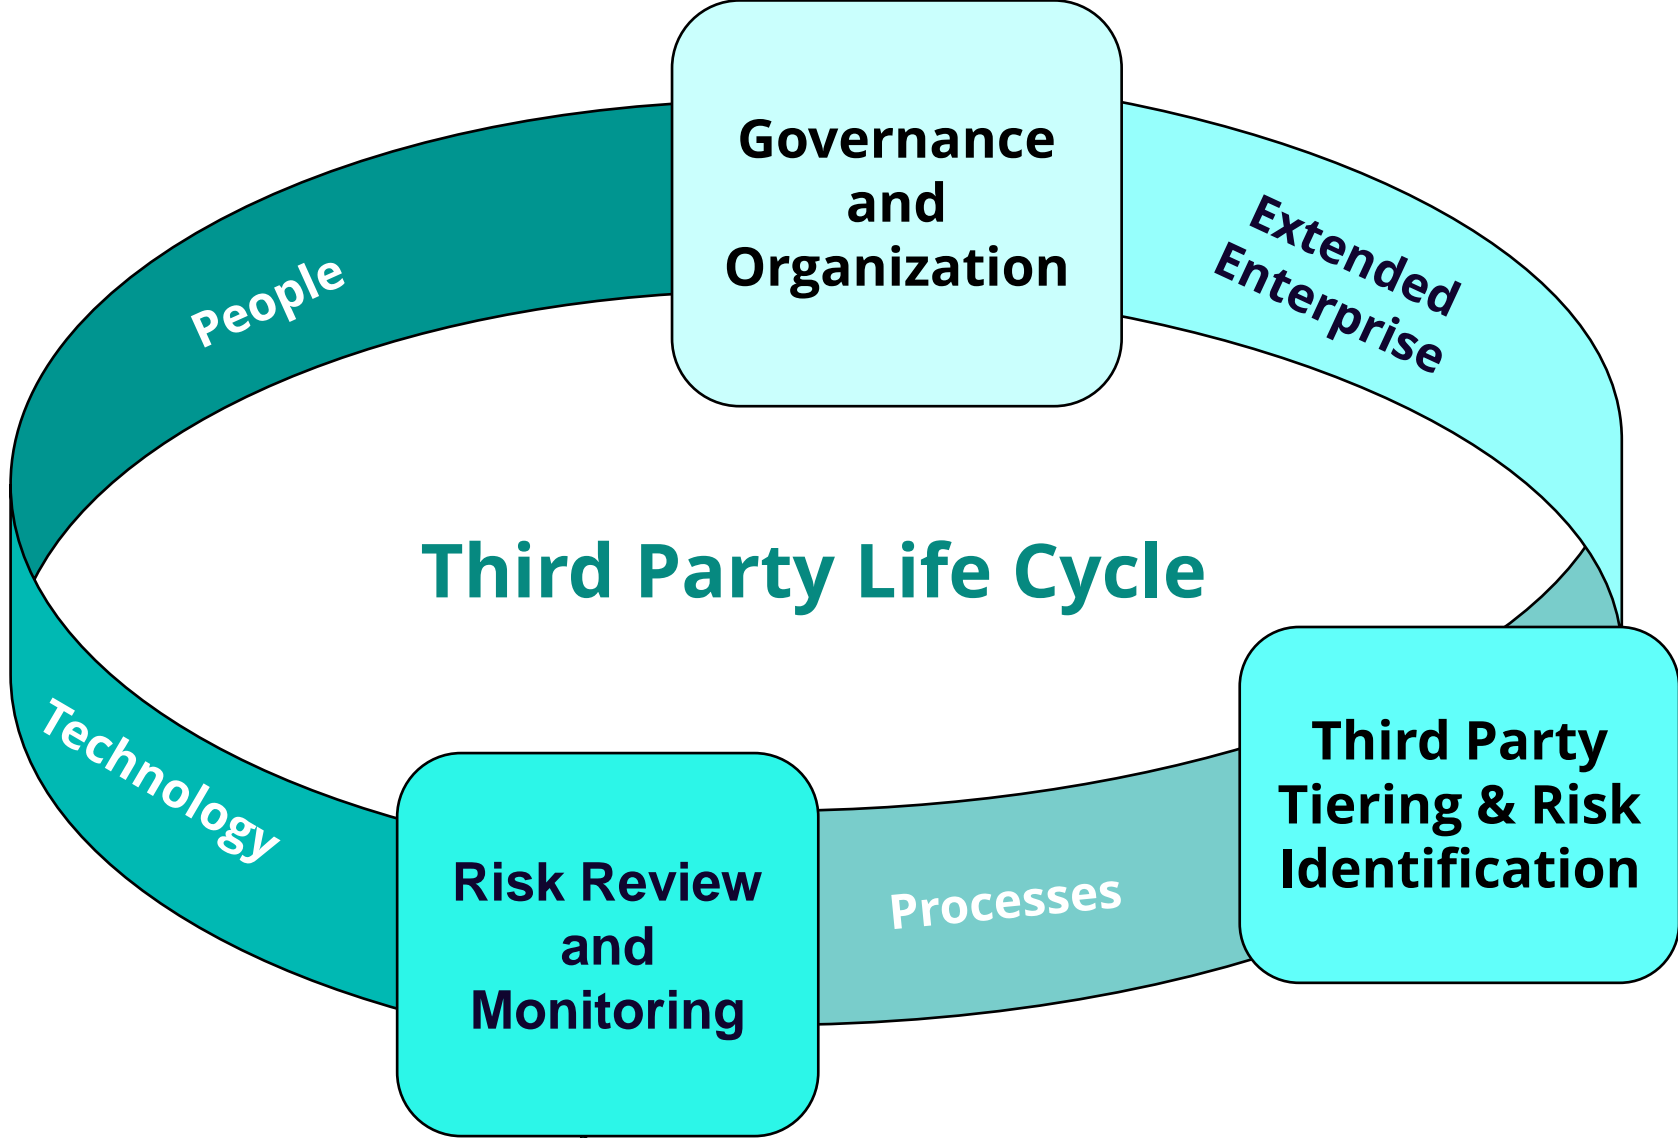 Governance
and
Organization
Extended
Enterprise
People
Third Party Life Cycle
Technology
Third Party
Tiering & Risk
Identification
Risk Review
and
Monitoring
Processes